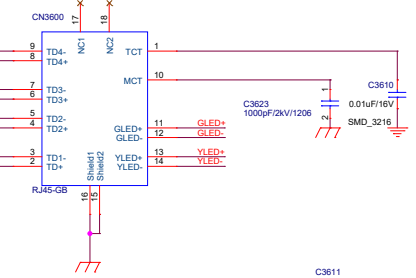 CN3600
17
18
NC1
NC2
9 TD4- TCT 1
8 TD4+
MCT 10
7 TD3-
6 TD3+
C3610
0.01uF/16V
SMD_3216
C3623
1000pF/2kV/1206
1
2
5 TD2-
4 TD2+ GLED+ 11 GLED+
GLED- 12 GLED-
3 TD1- YLED+ 13 YLED+
2 TD+ YLED- 14 YLED-
Shield1
Shield2
RJ45-GB
16
15
C3611